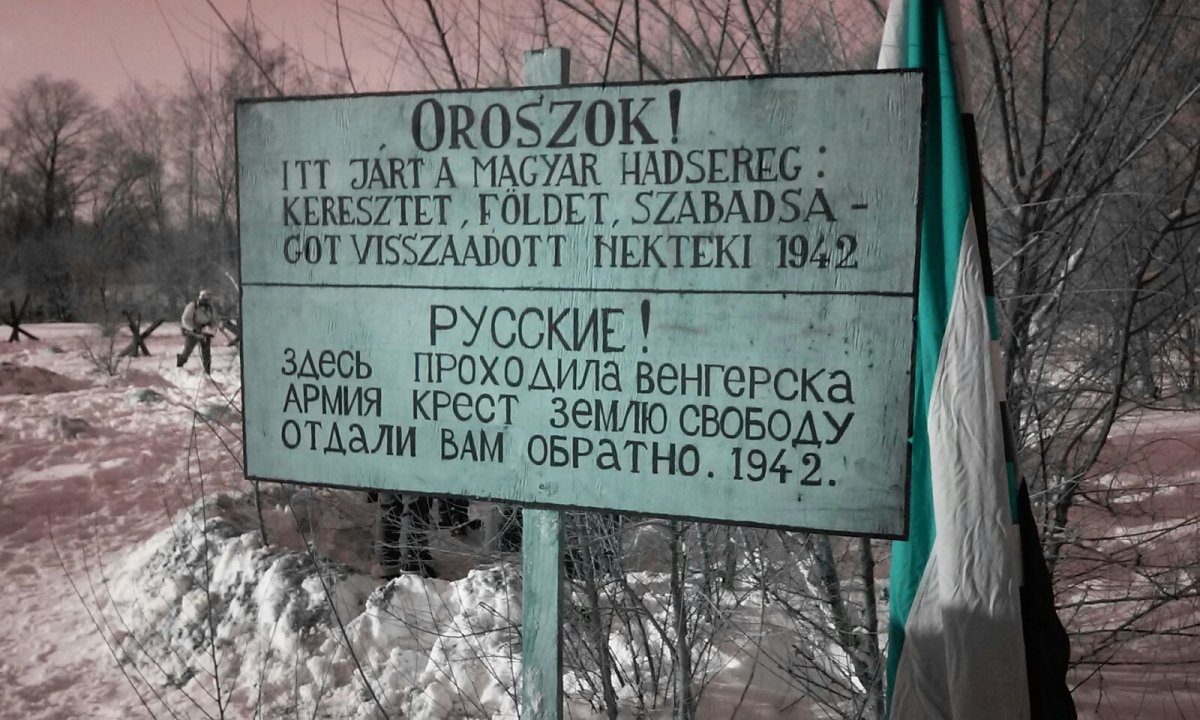 OROSZOK!
ITT JÁRT A MAGYAR HADSEREG:
KERESZTET, FÖLDET, SZABADSA-
GOT VISSZAADOTT NEKTEKI 1942
РУССКИЕ!
ЗДЕСЬ ПРОХОДИЛА ВЕНГЕРСКА
АРМИЯ КРЕСТ ЗЕМЛЮ СВОБОДУ
ОТДАЛИ ВАМ ОБРАТНО. 1942.